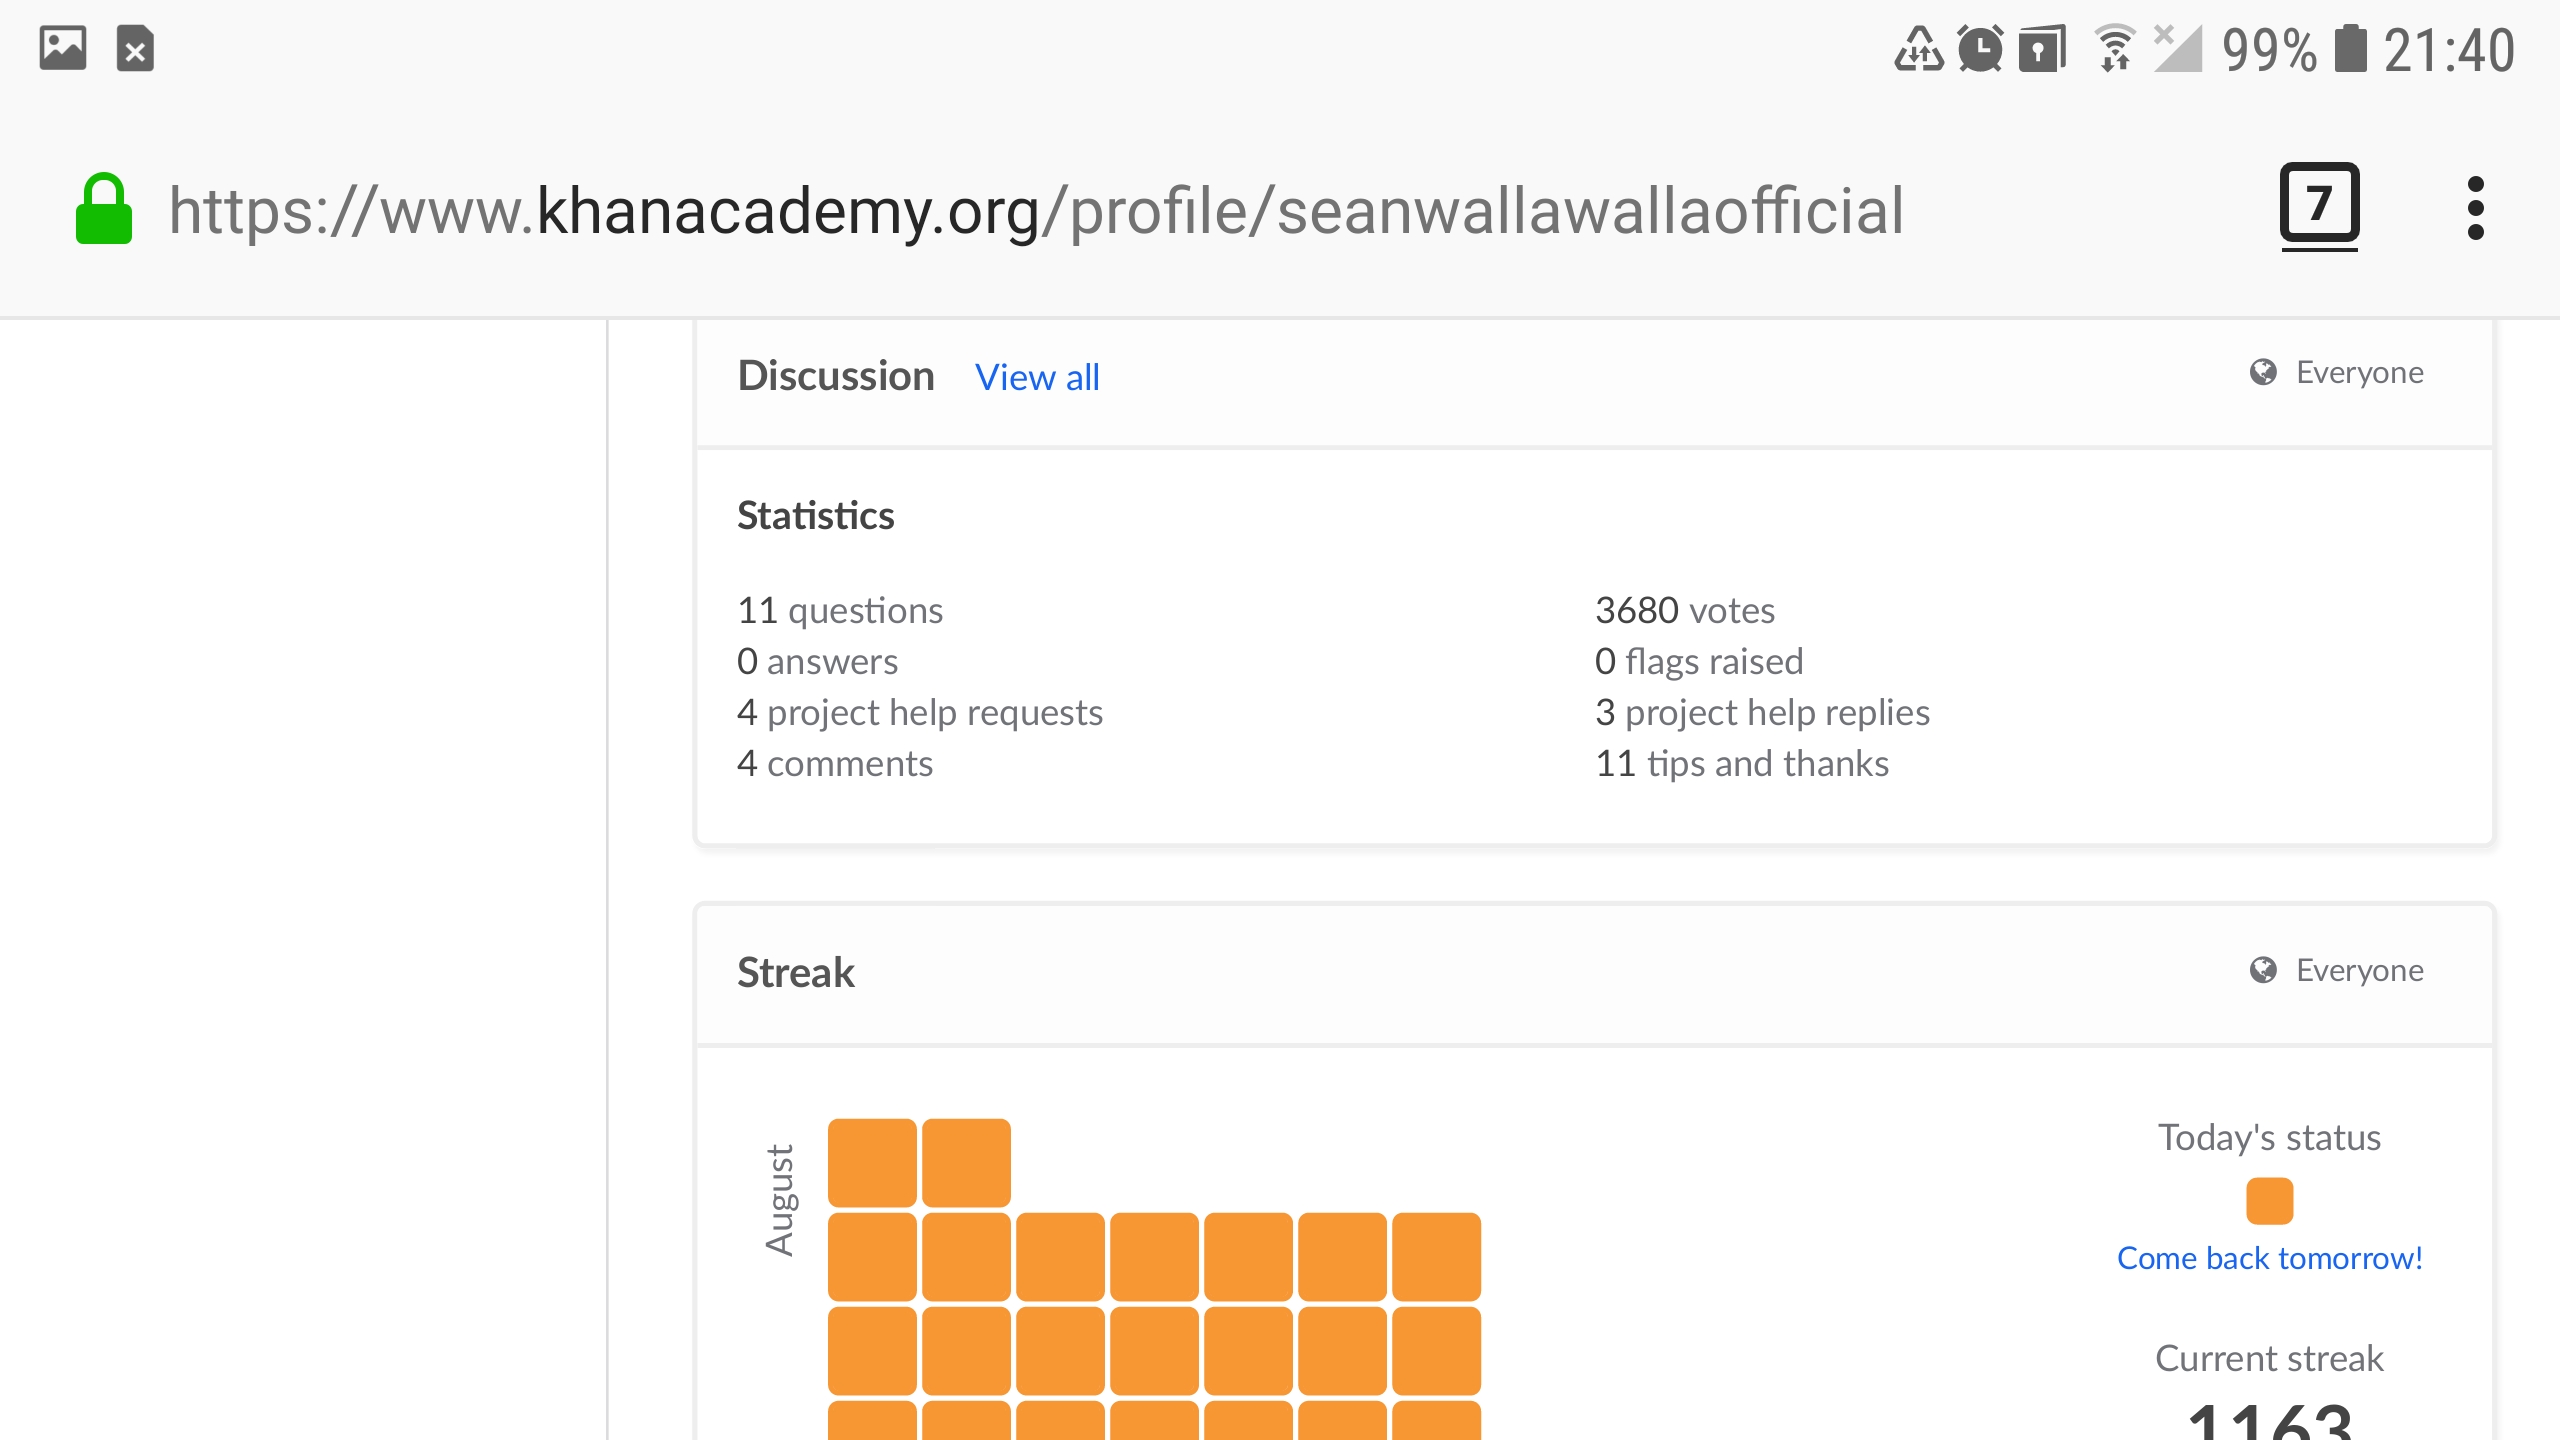 99% 21:40
https://www.khanacademy.org/profile/seanwallawallaofficial
7
Discussion View all
Everyone
Statistics
11 questions
0 answers
4 project help requests
4 comments
3680 votes
0 flags raised
3 project help replies
11 tips and thanks
Streak
Everyone
August
Today's status
Come back tomorrow!
Current streak
1163